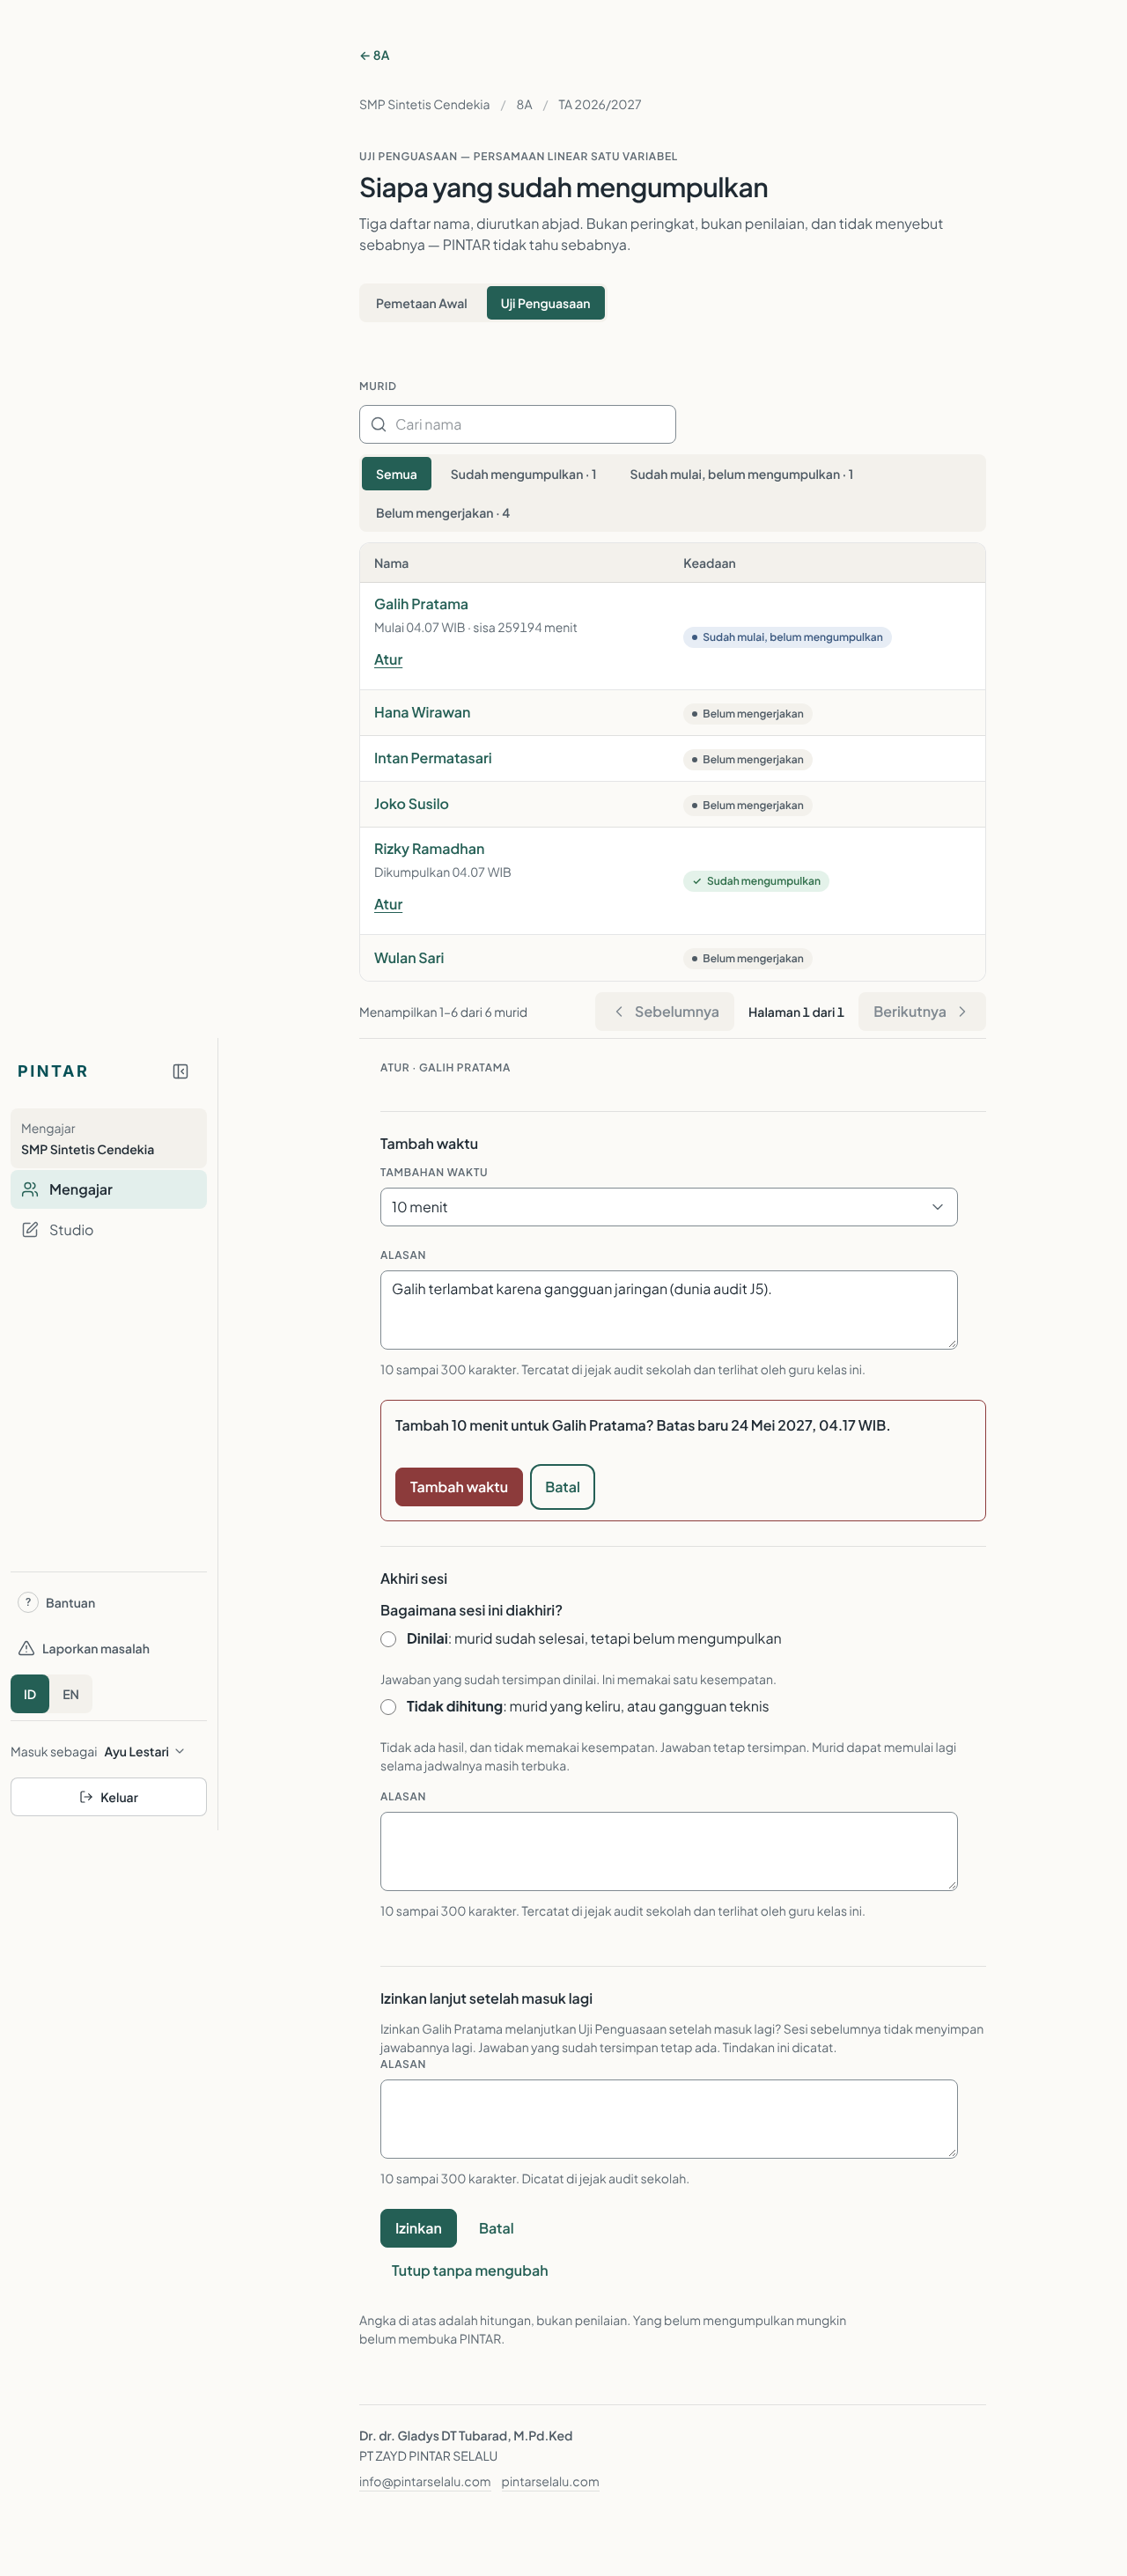 ← 8A
SMP Sintetis Cendekia / 8A / TA 2026/2027
UJI PENGUASAAN — PERSAMAAN LINEAR SATU VARIABEL
Siapa yang sudah mengumpulkan
Tiga daftar nama, diurutkan abjad. Bukan peringkat, bukan penilaian, dan tidak menyebut
sebabnya — PINTAR tidak tahu sebabnya.
Pemetaan Awal Uji Penguasaan
MURID
Cari nama
Semua Sudah mengumpulkan · 1 Sudah mulai, belum mengumpulkan · 1
Belum mengerjakan · 4
Nama Keadaan
Galih Pratama
Mulai 04.07 WIB · sisa 259194 menit
Sudah mulai, belum mengumpulkan
Atur
Hana Wirawan Belum mengerjakan
Intan Permatasari Belum mengerjakan
Joko Susilo Belum mengerjakan
Rizky Ramadhan
Dikumpulkan 04.07 WIB
Sudah mengumpulkan
Atur
Wulan Sari Belum mengerjakan
Menampilkan 1–6 dari 6 murid Sebelumnya Halaman 1 dari 1 Berikutnya
PINTAR
Mengajar
SMP Sintetis Cendekia
Mengajar
Studio
? Bantuan
Laporkan masalah
ID EN
Masuk sebagai Ayu Lestari
Keluar
ATUR · GALIH PRATAMA
Tambah waktu
TAMBAHAN WAKTU
10 menit
ALASAN
Galih terlambat karena gangguan jaringan (dunia audit J5).
10 sampai 300 karakter. Tercatat di jejak audit sekolah dan terlihat oleh guru kelas ini.
Tambah 10 menit untuk Galih Pratama? Batas baru 24 Mei 2027, 04.17 WIB.
Tambah waktu Batal
Akhiri sesi
Bagaimana sesi ini diakhiri?
Dinilai: murid sudah selesai, tetapi belum mengumpulkan
Jawaban yang sudah tersimpan dinilai. Ini memakai satu kesempatan.
Tidak dihitung: murid yang keliru, atau gangguan teknis
Tidak ada hasil, dan tidak memakai kesempatan. Jawaban tetap tersimpan. Murid dapat memulai lagi
selama jadwalnya masih terbuka.
ALASAN
10 sampai 300 karakter. Tercatat di jejak audit sekolah dan terlihat oleh guru kelas ini.
Izinkan lanjut setelah masuk lagi
Izinkan Galih Pratama melanjutkan Uji Penguasaan setelah masuk lagi? Sesi sebelumnya tidak menyimpan
jawabannya lagi. Jawaban yang sudah tersimpan tetap ada. Tindakan ini dicatat.
ALASAN
10 sampai 300 karakter. Dicatat di jejak audit sekolah.
Izinkan Batal
Tutup tanpa mengubah
Angka di atas adalah hitungan, bukan penilaian. Yang belum mengumpulkan mungkin
belum membuka PINTAR.
Dr. dr. Gladys DT Tubarad, M.Pd.Ked
PT ZAYD PINTAR SELALU
info@pintarselalu.com pintarselalu.com